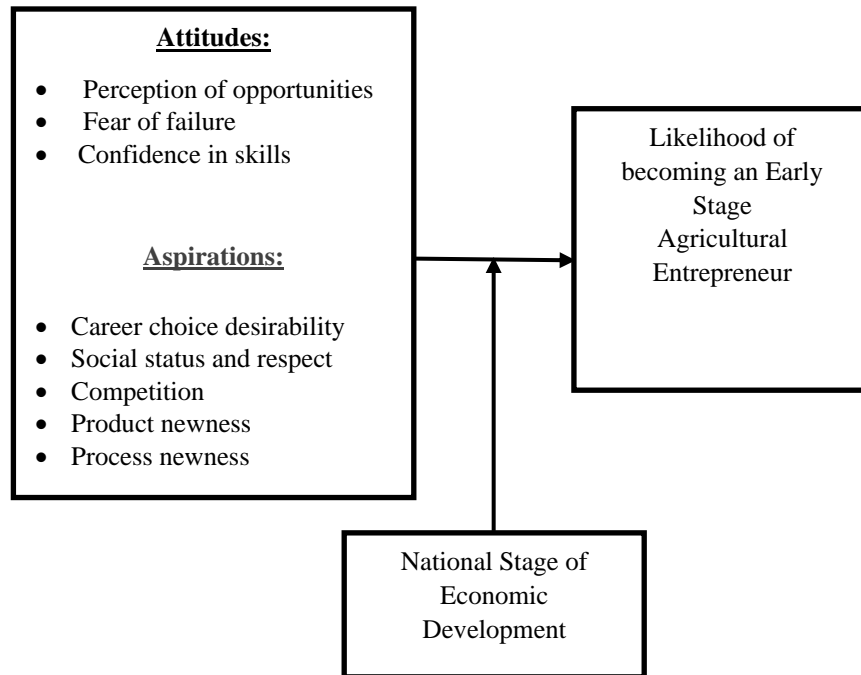 Attitudes:
• Perception of opportunities
• Fear of failure
• Confidence in skills
Aspirations:
• Career choice desirability
• Social status and respect
• Competition
• Product newness
• Process newness
Likelihood of
becoming an Early
Stage
Agricultural
Entrepreneur
National Stage of
Economic
Development